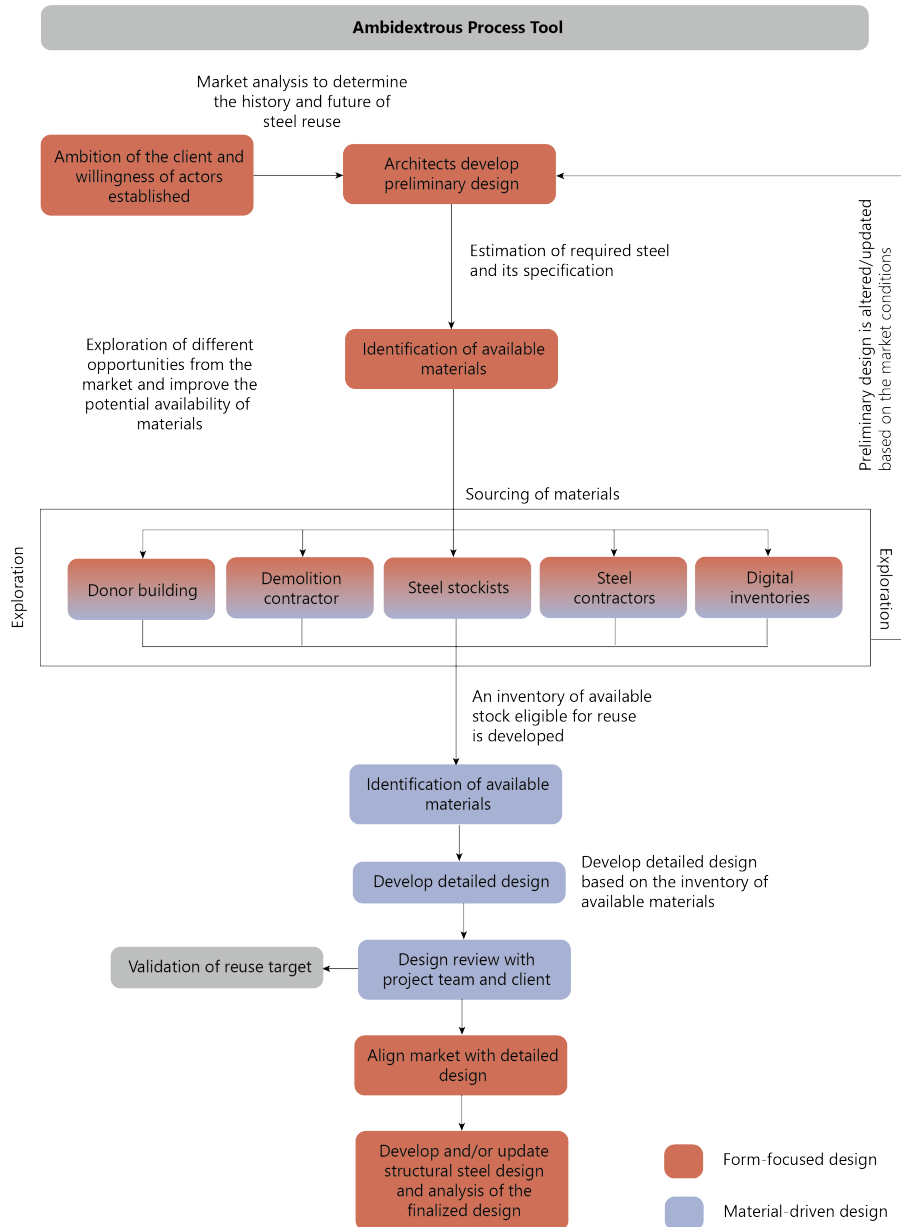 Ambidextrous Process Tool
Market analysis to determine
the history and future of
steel reuse
Ambition of the client and
willingness of actors
established
Architects develop
preliminary design
Preliminary design is altered/updated
based on the market conditions
Estimation of required steel
and its specification
Exploration of different
opportunities from the
market and improve the
potential availability of
materials
Identification of available
materials
Sourcing of materials
Exploration
Donor building
Demolition
contractor
Steel stockists
Steel
contractors
Digital
inventories
Exploration
An inventory of available
stock eligible for reuse
is developed
Identification of available
materials
Develop detailed design
Develop detailed design
based on the inventory of
available materials
Validation of reuse target
Design review with
project team and client
Align market with detailed
design
Develop and/or update
structural steel design
and analysis of the
finalized design
Form-focused design
Material-driven design